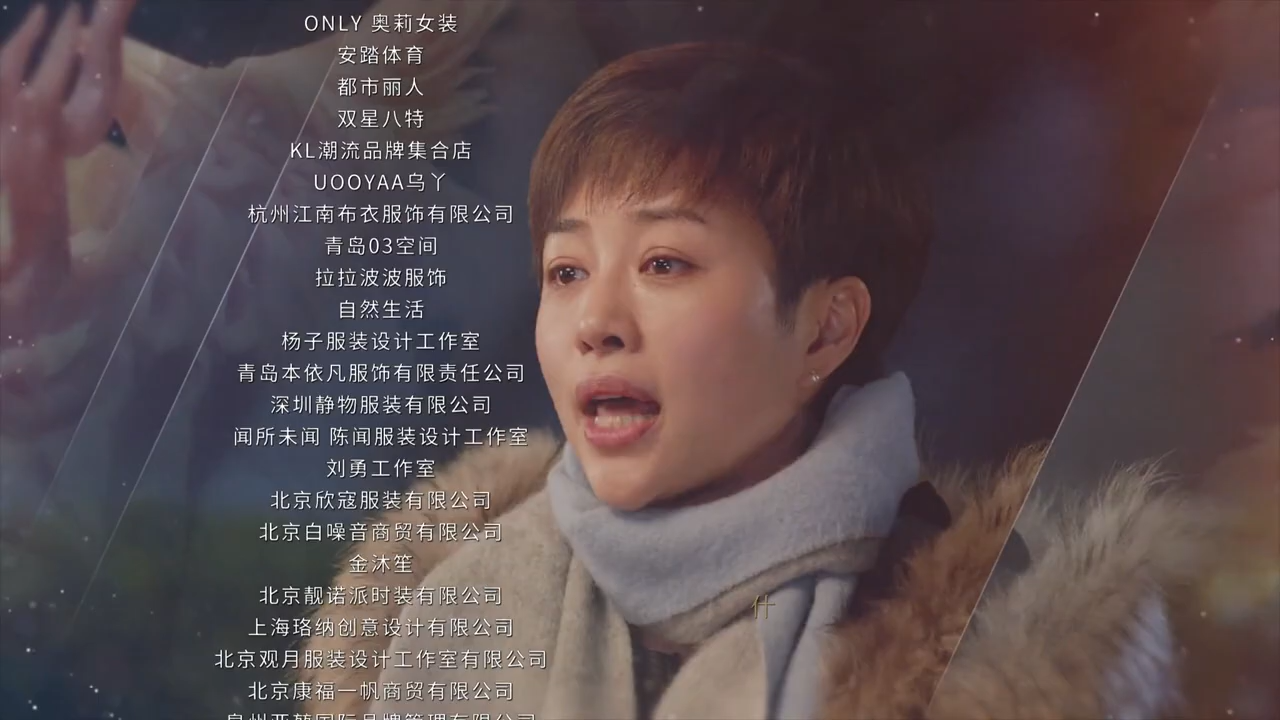 ONLY 奥莉女装
安踏体育
都市丽人
双星八特
KL潮流品牌集合店
UOOYAA乌丫
杭州江南布衣服饰有限公司
青岛03空间
拉拉波波服饰
自然生活
杨子服装设计工作室
青岛本依凡服饰有限责任公司
深圳静物服装有限公司
闻所未闻 陈闻服装设计工作室
刘勇工作室
北京欣寇服装有限公司
北京白噪音商贸有限公司
金沐笙
北京靓诺派时装有限公司
什
上海珞纳创意设计有限公司
北京观月服装设计工作室有限公司
北京康福一帆商贸有限公司